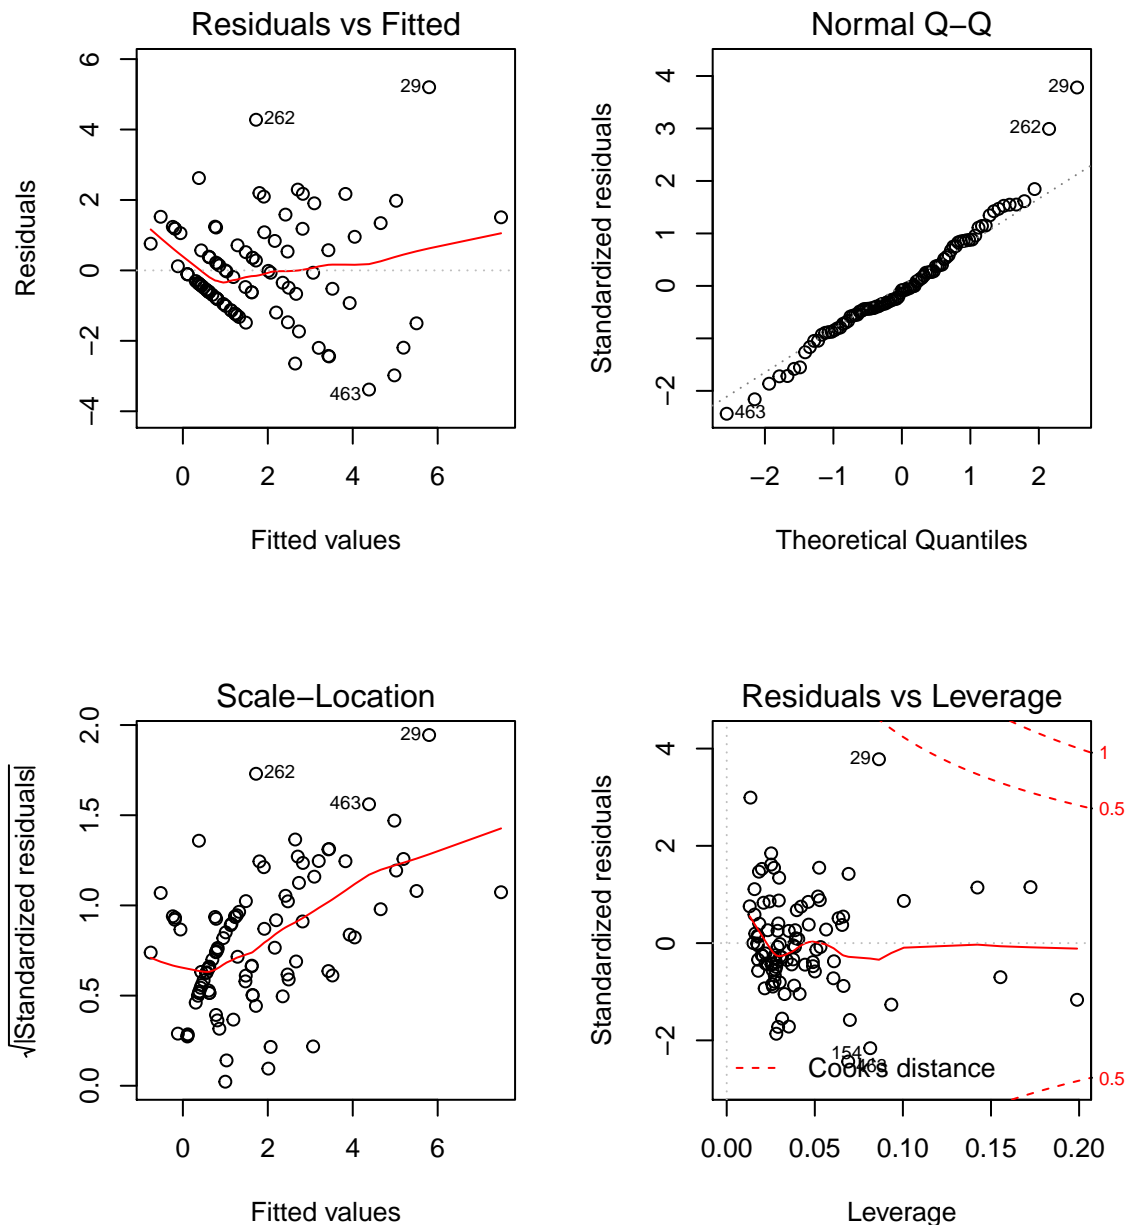 Residuals vs Fitted
Residuals
6
4
2
0
−2
−4
29
262
463
0 2 4 6
Fitted values
Normal Q−Q
Standardized residuals
4
3
2
1
0
−2
29
262
463
−2 −1 0 1 2
Theoretical Quantiles
Scale−Location
√|Standardized residuals|
2.0
1.5
1.0
0.5
0.0
29
262
463
0 2 4 6
Fitted values
Residuals vs Leverage
Standardized residuals
4
2
0
−2
29
154
463
Cook's distance
1
0.5
0.5
0.00 0.05 0.10 0.15 0.20
Leverage